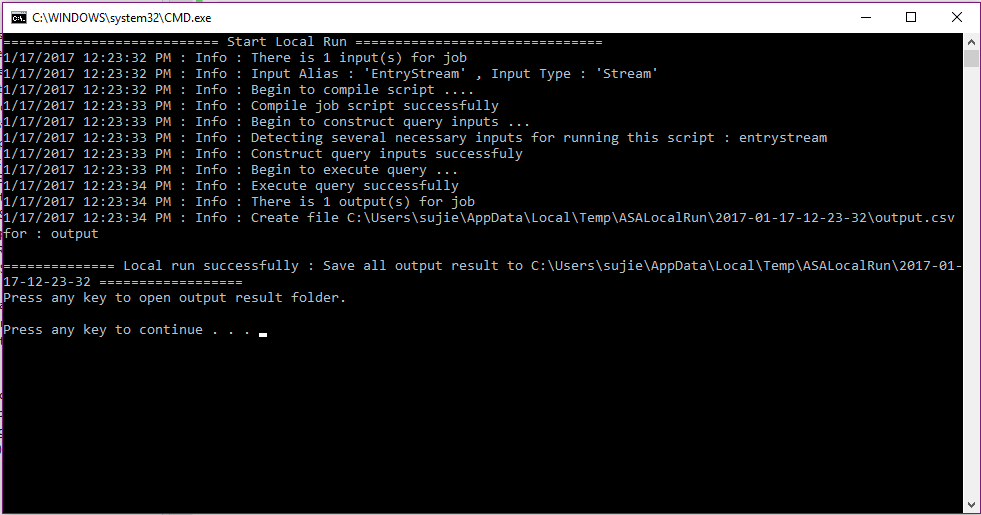 C:\WINDOWS\system32\CMD.exe
=========================== Start Local Run ===============================
1/17/2017 12:23:32 PM : Info : There is 1 input(s) for job
1/17/2017 12:23:32 PM : Info : Input Alias : 'EntryStream' , Input Type : 'Stream'
1/17/2017 12:23:32 PM : Info : Begin to compile script ....
1/17/2017 12:23:33 PM : Info : Compile job script successfully
1/17/2017 12:23:33 PM : Info : Begin to construct query inputs ...
1/17/2017 12:23:33 PM : Info : Detecting several necessary inputs for running this script : entrystream
1/17/2017 12:23:33 PM : Info : Construct query inputs successfuly
1/17/2017 12:23:33 PM : Info : Begin to execute query ...
1/17/2017 12:23:34 PM : Info : Execute query successfully
1/17/2017 12:23:34 PM : Info : There is 1 output(s) for job
1/17/2017 12:23:34 PM : Info : Create file C:\Users\sujie\AppData\Local\Temp\ASALocalRun\2017-01-17-12-23-32\output.csv
for : output
============== Local run successfully : Save all output result to C:\Users\sujie\AppData\Local\Temp\ASALocalRun\2017-01-
17-12-23-32 ==================
Press any key to open output result folder.
Press any key to continue . . .